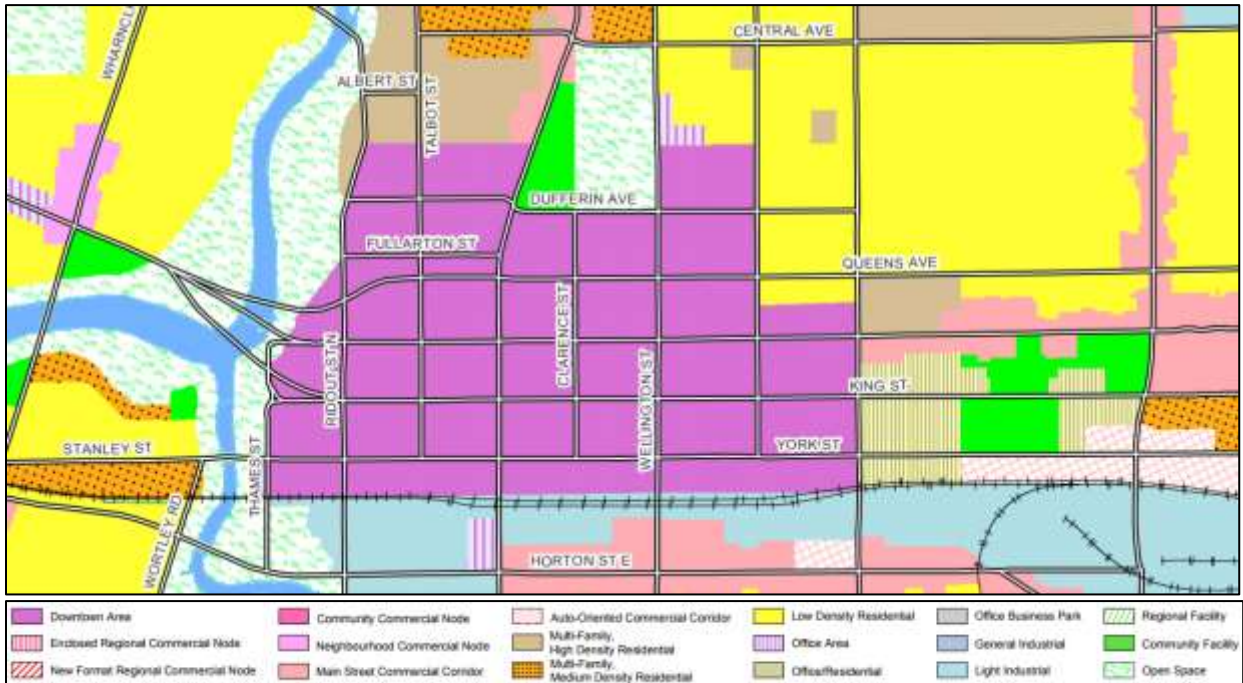 CENTRAL AVE
WHARNCLI
ALBERT ST
TALBOT ST
DUFFERIN AVE
FULLARTON ST
QUEENS AVE
CLARENCE ST
RIDOUT ST N
WELLINGTON ST
KING ST
STANLEY ST
YORK ST
THAMES ST
WORTLEY RD
HORTON ST E
Downtown Area
Enclosed Regional Commercial Node
New Format Regional Commercial Node
Community Commercial Node
Neighbourhood Commercial Node
Main Street Commercial Corridor
Auto-Oriented Commercial Corridor
Multi-Family,
High Density Residential
Multi-Family,
Medium Density Residential
Low Density Residential
Office Area
Office/Residential
Office Business Park
General Industrial
Light Industrial
Regional Facility
Community Facility
Open Space